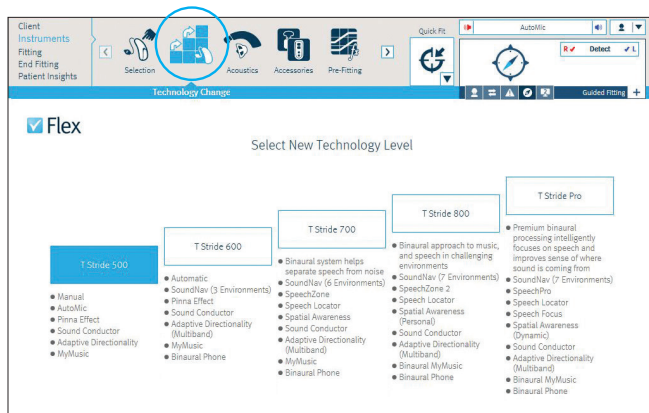 Client
Instruments
Fitting
End Fitting
Patient Insights
Selection
Acoustics
Accessories
Pre-Fitting
Quick Fit
AutoMic
R
Detect
L
Technology Change
Guided Fitting
Flex
Select New Technology Level
T Stride 500
Manual
AutoMic
Pinna Effect
Sound Conductor
Adaptive Directionality
MyMusic
T Stride 600
Automatic
SoundNav (3 Environments)
Pinna Effect
Sound Conductor
Adaptive Directionality
(Multiband)
MyMusic
Binaural Phone
T Stride 700
Binaural system helps
separate speech from noise
SoundNav (6 Environments)
SpeechZone
Speech Locator
Spatial Awareness
Sound Conductor
Adaptive Directionality
(Multiband)
MyMusic
Binaural Phone
T Stride 800
Binaural approach to music,
and speech in challenging
environments
SoundNav (7 Environments)
SpeechZone 2
Speech Locator
Spatial Awareness
(Personal)
Sound Conductor
Adaptive Directionality
(Multiband)
Binaural MyMusic
Binaural Phone
T Stride Pro
Premium binaural
processing intelligently
focuses on speech and
improves sense of where
sound is coming from
SoundNav (7 Environments)
SpeechPro
Speech Locator
Speech Focus
Spatial Awareness
(Dynamic)
Sound Conductor
Adaptive Directionality
(Multiband)
Binaural MyMusic
Binaural Phone